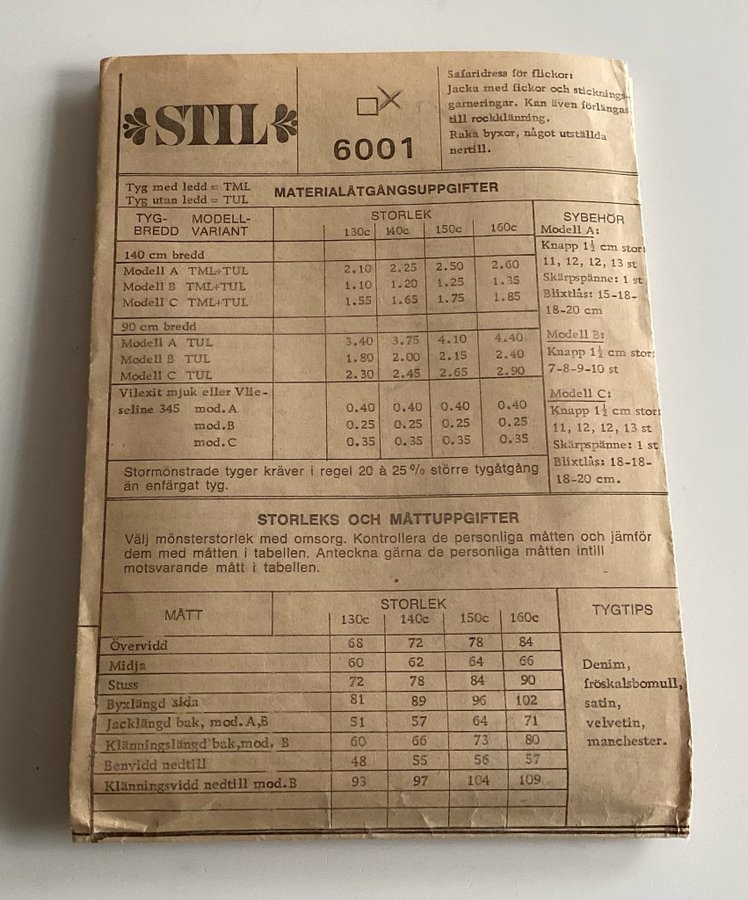 STIL
6001
Safaridress för flickor:
Jacka med fickor och sticknings-
garneringar. Kan även förlängas
till rockklänning.
Raka byxor, något utställda
nertill.
Tyg med ledd = TML
Tyg utan ledd = TUL
MATERIALÅTGÅNGSUPPGIFTER
TYG- MODELL- STORLEK SYBEHÖR
BREDD VARIANT 130c 140c 150c 160c
140 cm bredd
Modell A TML+TUL 2.10 2.25 2.50 2.60
Modell B TML+TUL 1.10 1.20 1.25 1.35
Modell C TML+TUL 1.55 1.65 1.75 1.85
90 cm bredd
Modell A TUL 3.40 3.75 4.10 4.40
Modell B TUL 1.80 2.00 2.15 2.40
Modell C TUL 2.30 2.45 2.65 2.90
Vilexit mjuk eller Vlie-
seline 345 mod.A 0.40 0.40 0.40 0.40
mod.B 0.25 0.25 0.25 0.25
mod.C 0.35 0.35 0.35 0.35
Modell A:
Knapp 1½ cm stor:
11, 12, 12, 13 st
Skärpspänne: 1 st
Blixtlås: 15-18-
18-20 cm
Modell B:
Knapp 1½ cm stor:
7-8-9-10 st
Modell C:
Knapp 1½ cm stor:
11, 12, 12, 13 st
Skärpspänne: 1 st
Blixtlås: 18-18-
18-20 cm.
Stormönstrade tyger kräver i regel 20 à 25% större tygåtgång
än enfärgat tyg.
STORLEKS OCH MÅTTUPPGIFTER
Välj mönsterstorlek med omsorg. Kontrollera de personliga måtten och jämför
dem med måtten i tabellen. Anteckna gärna de personliga måtten intill
motsvarande mått i tabellen.
MÅTT STORLEK TYGTIPS
130c 140c 150c 160c
Övervidd 68 72 78 84
Midja 60 62 64 66
Stuss 72 78 84 90
Byxlängd sida 81 89 96 102
Jacklängd bak, mod. A,B 51 57 64 71
Klänningslängd bak, mod. B 60 66 73 80
Benvidd nedtill 48 55 56 57
Klänningsvidd nedtill mod.B 93 97 104 109
Denim,
fröskalsbomull,
satin,
velvetin,
manchester.